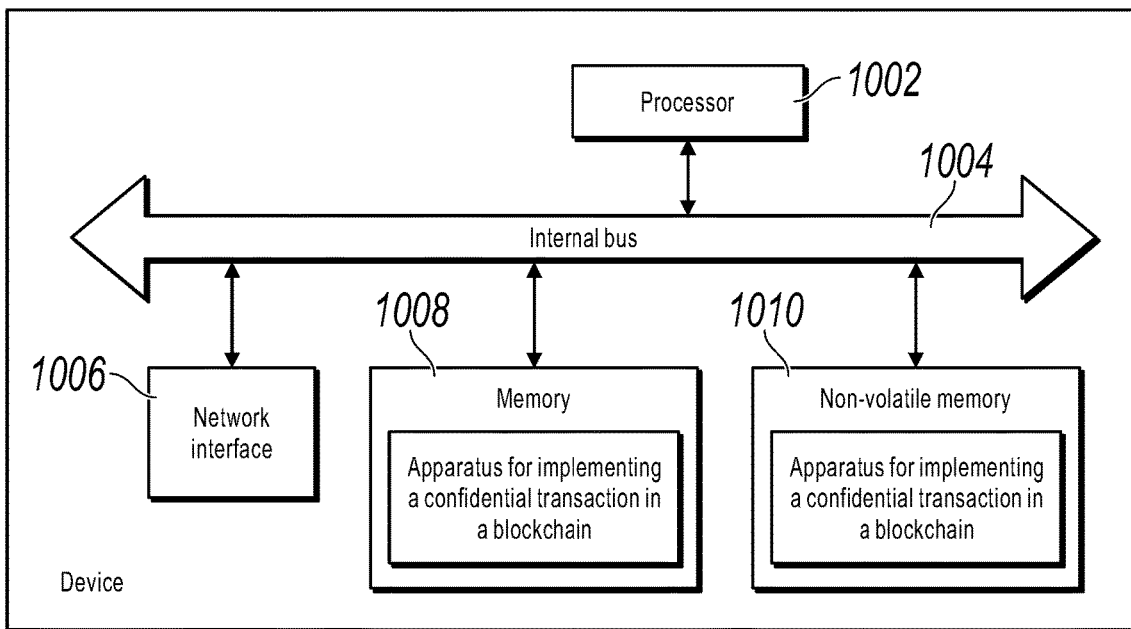 Processor
1002
1004
Internal bus
1006
Network
interface
1008
Memory
Apparatus for implementing
a confidential transaction in
a blockchain
1010
Non-volatile memory
Apparatus for implementing
a confidential transaction in
a blockchain
Device